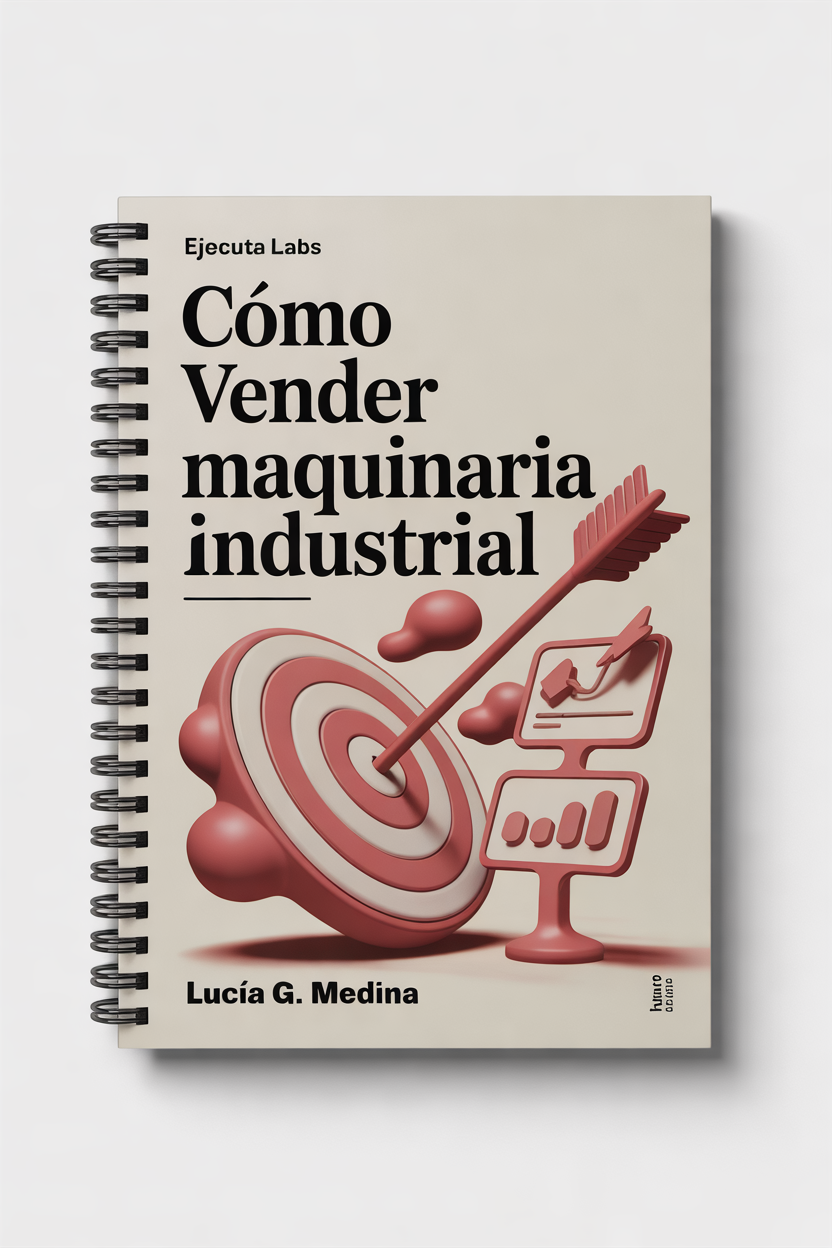 Ejecuta Labs
Cómo
Vender
maquinaria
industrial
Lucía G. Medina